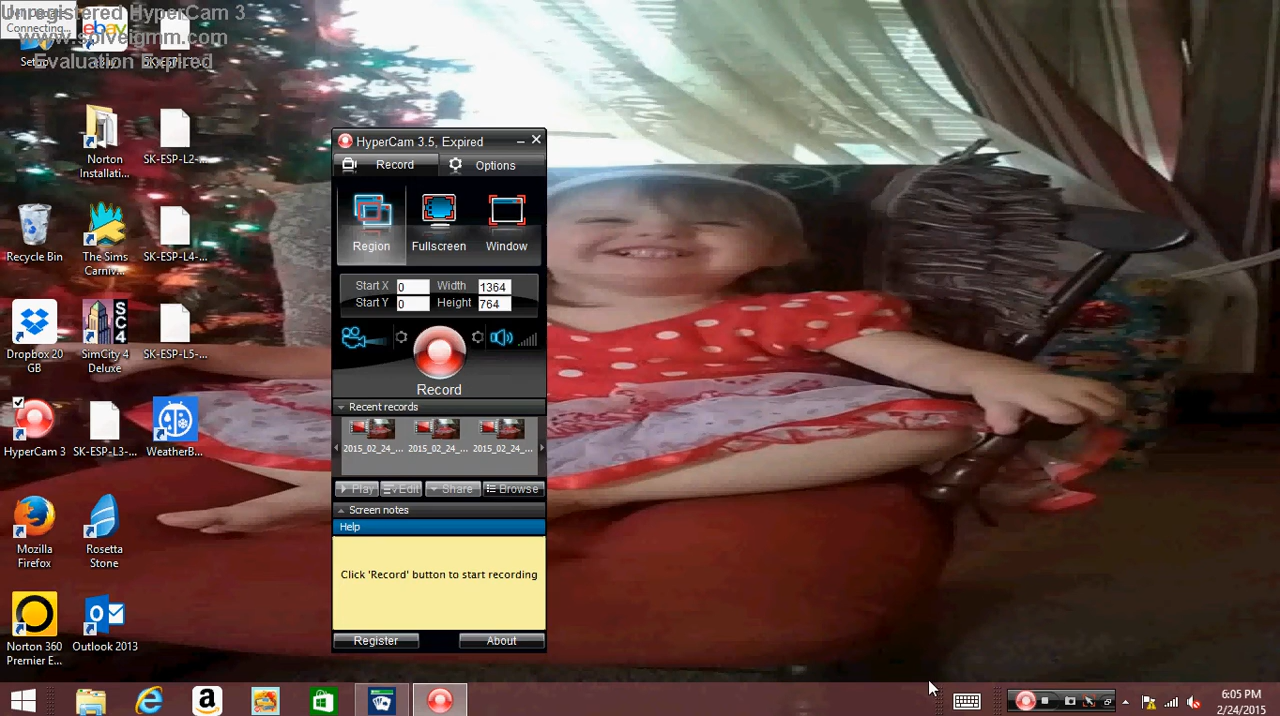 Unregistered HyperCam 3
Connecting...
www.solveigmm.com
Evaluation Expired
ebay
Norton
Installati...
SK-ESP-L2-...
Recycle Bin
The Sims
Carniv...
SK-ESP-L4-...
Dropbox 20
GB
SC4
SimCity 4
Deluxe
SK-ESP-L5-...
HyperCam 3
SK-ESP-L3-...
WeatherB...
Mozilla
Firefox
Rosetta
Stone
Norton 360
Premier E...
Outlook 2013
HyperCam 3.5, Expired
Record
Options
Region
Fullscreen
Window
Start X 0 Width 1364
Start Y 0 Height 764
Record
Recent records
2015_02_24_... 2015_02_24_... 2015_02_24_...
Play Edit Share Browse
Screen notes
Help
Click 'Record' button to start recording
Register
About
6:05 PM
2/24/2015